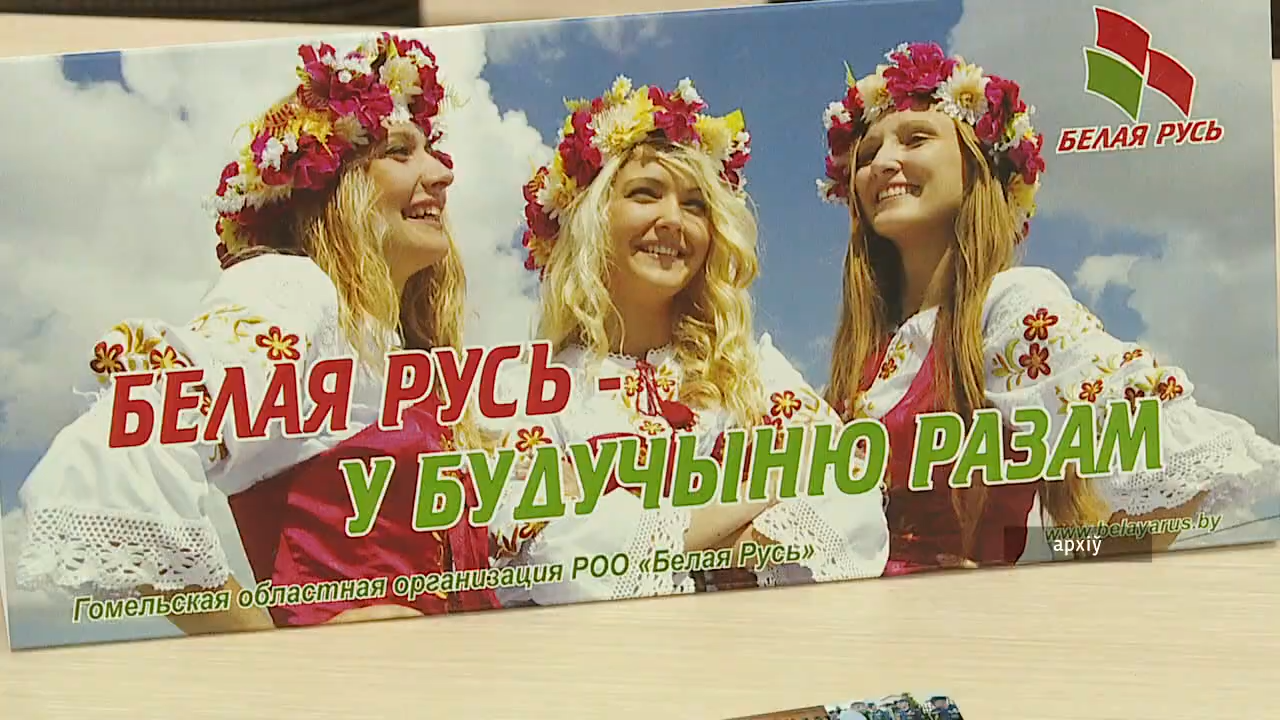 БЕЛАЯ РУСЬ
БЕЛАЯ РУСЬ -
У БУДУЧЫНЮ РАЗАМ
www.belayarus.by
архіў
Гомельская областная организация РОО «Белая Русь»